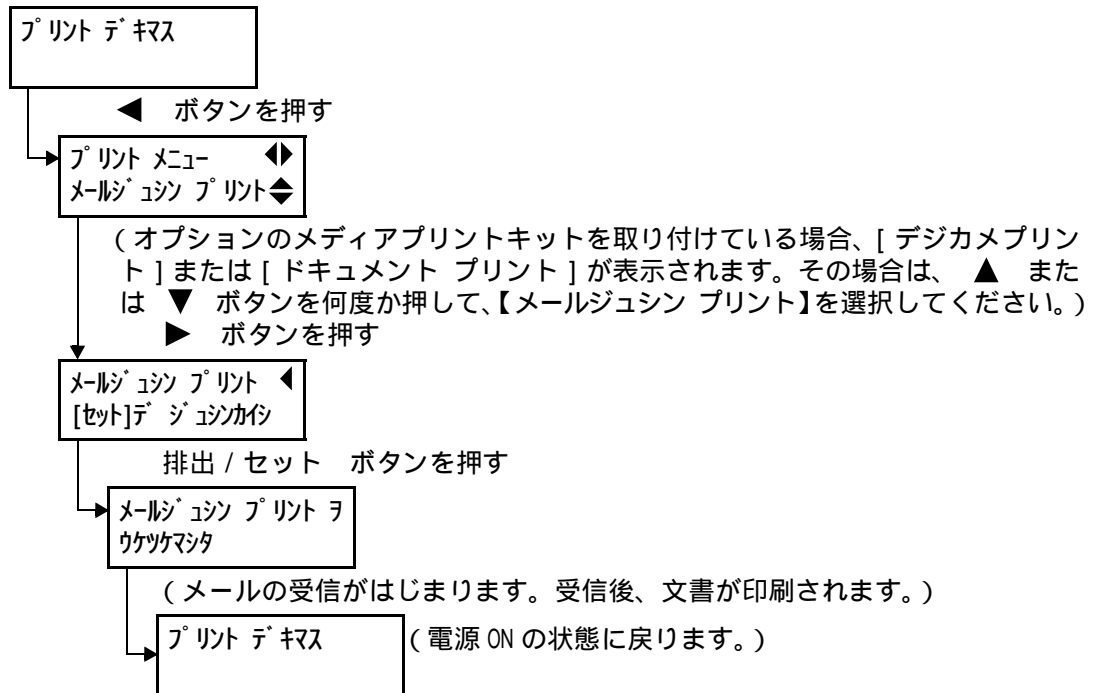 ﾌﾟﾘﾝﾄ ﾃﾞｷﾏｽ
◀ ボタンを押す
ﾌﾟﾘﾝﾄ ﾒﾆｭｰ ◀▶
ﾒｰﾙｼﾞｭｼﾝ ﾌﾟﾘﾝﾄ▲▼
(オプションのメディアプリントキットを取り付けている場合、[デジカメプリン
ト]または[ドキュメント プリント]が表示されます。その場合は、 ▲ また
は ▼ ボタンを何度か押して、【メールジュシン プリント】を選択してください。)
▶ ボタンを押す
ﾒｰﾙｼﾞｭｼﾝ ﾌﾟﾘﾝﾄ ◀
[ｾｯﾄ]ﾃﾞ ｼﾞｭｼﾝｶｲｼ
排出/セット ボタンを押す
ﾒｰﾙｼﾞｭｼﾝ ﾌﾟﾘﾝﾄ ｦ
ｳｹﾂｹﾏｼﾀ
(メールの受信がはじまります。受信後、文書が印刷されます。)
ﾌﾟﾘﾝﾄ ﾃﾞｷﾏｽ (電源 ON の状態に戻ります。)